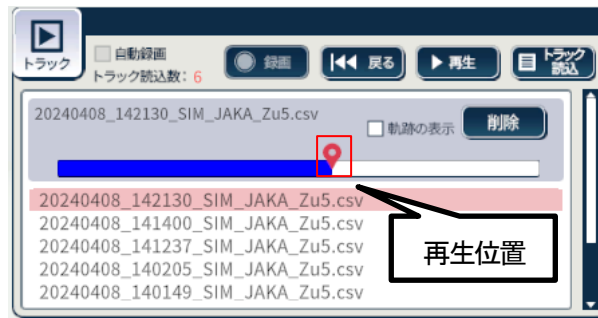 トラック
自動録画
トラック読込数: 6
録画
戻る
再生
トラック
読込
20240408_142130_SIM_JAKA_Zu5.csv
軌跡の表示
削除
20240408_142130_SIM_JAKA_Zu5.csv
20240408_141400_SIM_JAKA_Zu5.csv
20240408_141237_SIM_JAKA_Zu5.csv
20240408_140205_SIM_JAKA_Zu5.csv
20240408_140149_SIM_JAKA_Zu5.csv
再生位置